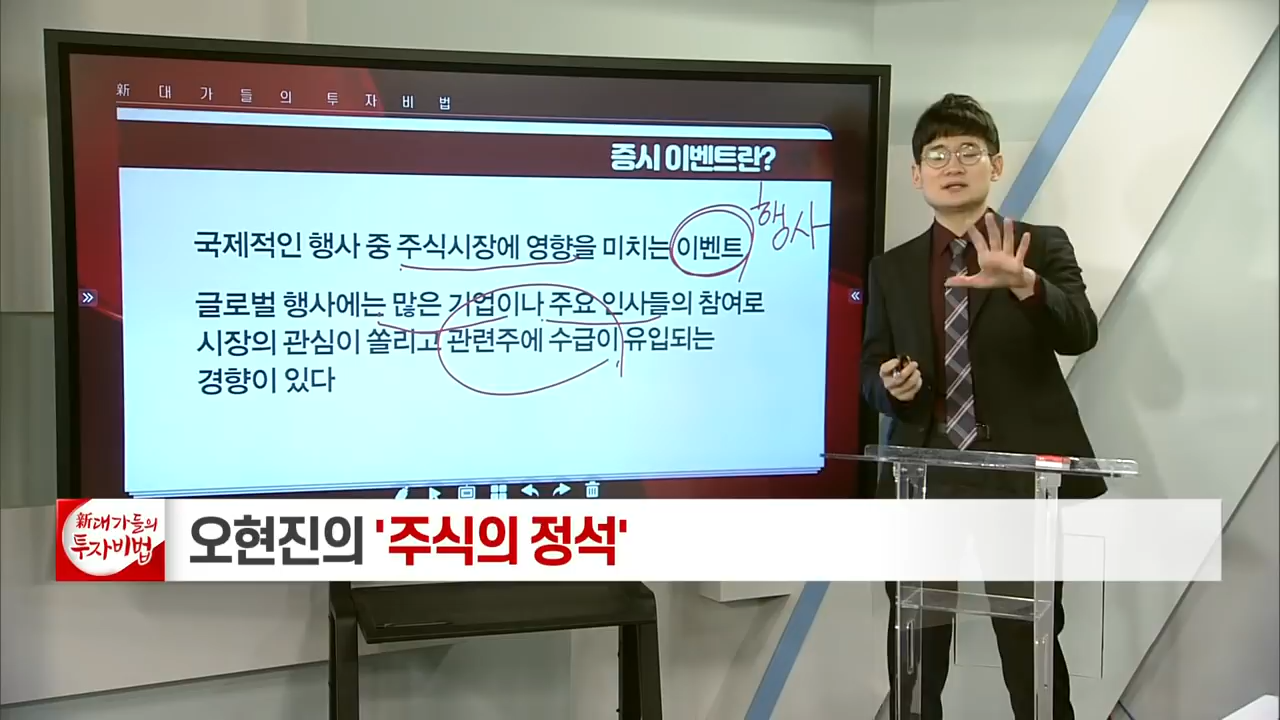 新 대가들의 투자비법
증시 이벤트란?
행사
국제적인 행사 중 주식시장에 영향을 미치는 이벤트
글로벌 행사에는 많은 기업이나 주요 인사들의 참여로
시장의 관심이 쏠리고 관련주에 수급이 유입되는
경향이 있다
新대가들의
투자비법
오현진의 '주식의 정석'